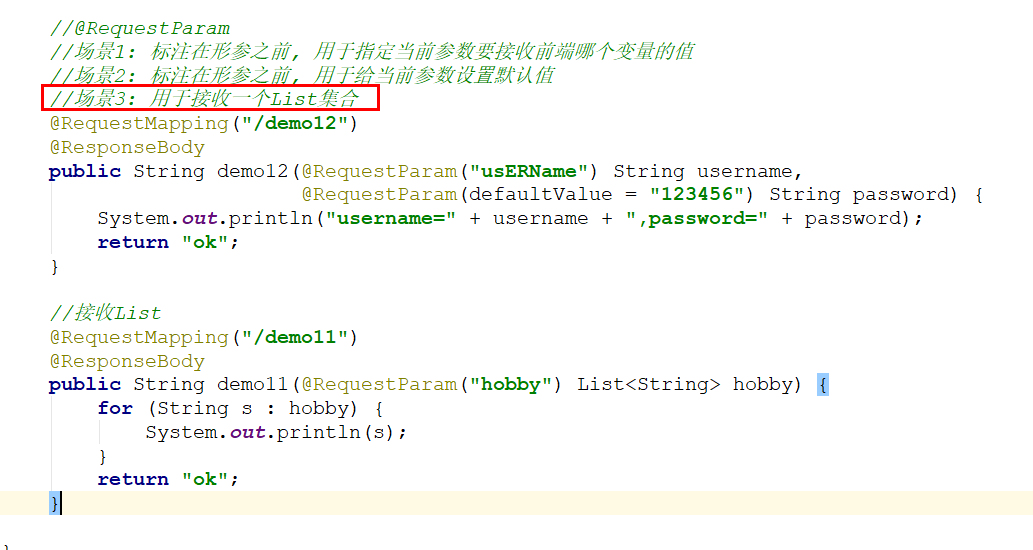 //@RequestParam
//场景1: 标注在形参之前, 用于指定当前参数要接收前端哪个变量的值
//场景2: 标注在形参之前, 用于给当前参数设置默认值
//场景3: 用于接收一个List集合
@RequestMapping("/demo12")
@ResponseBody
public String demo12(@RequestParam("usERName") String username,
@RequestParam(defaultValue = "123456") String password) {
System.out.println("username=" + username + ",password=" + password);
return "ok";
}
//接收List
@RequestMapping("/demo11")
@ResponseBody
public String demo11(@RequestParam("hobby") List<String> hobby) {
for (String s : hobby) {
System.out.println(s);
}
return "ok";
}
}